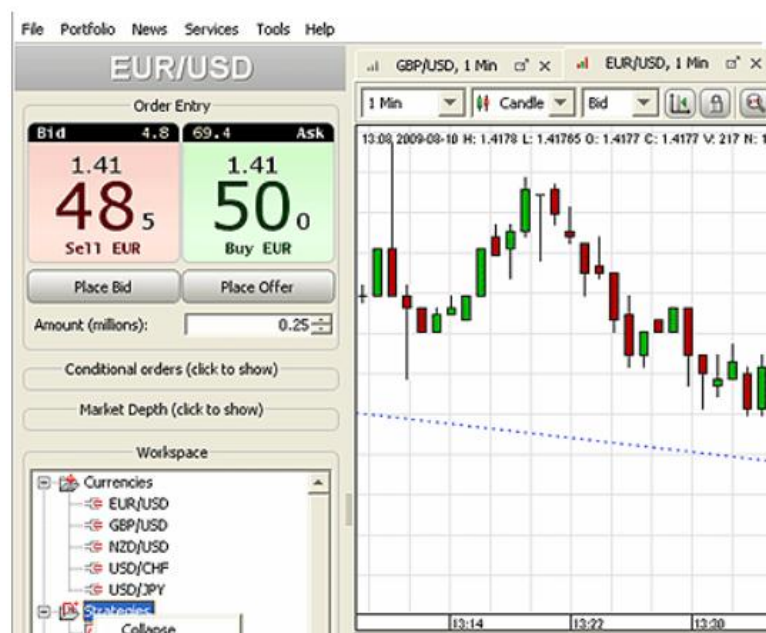 File Portfolio News Services Tools Help
EUR/USD
GBP/USD, 1 Min
EUR/USD, 1 Min
Order Entry
1 Min Candle Bid
Bid 4.8 69.4 Ask
13:08 2009-08-10 H: 1.4178 L: 1.41765 O: 1.4177 C: 1.4177 V: 217 N: 1
1.41 1.41
48 5 50 0
Sell EUR Buy EUR
Place Bid Place Offer
Amount (millions): 0.25
Conditional orders (click to show)
Market Depth (click to show)
Workspace
Currencies
EUR/USD
GBP/USD
NZD/USD
USD/CHF
USD/JPY
Strategies
Collapse
13:14 13:22 13:30